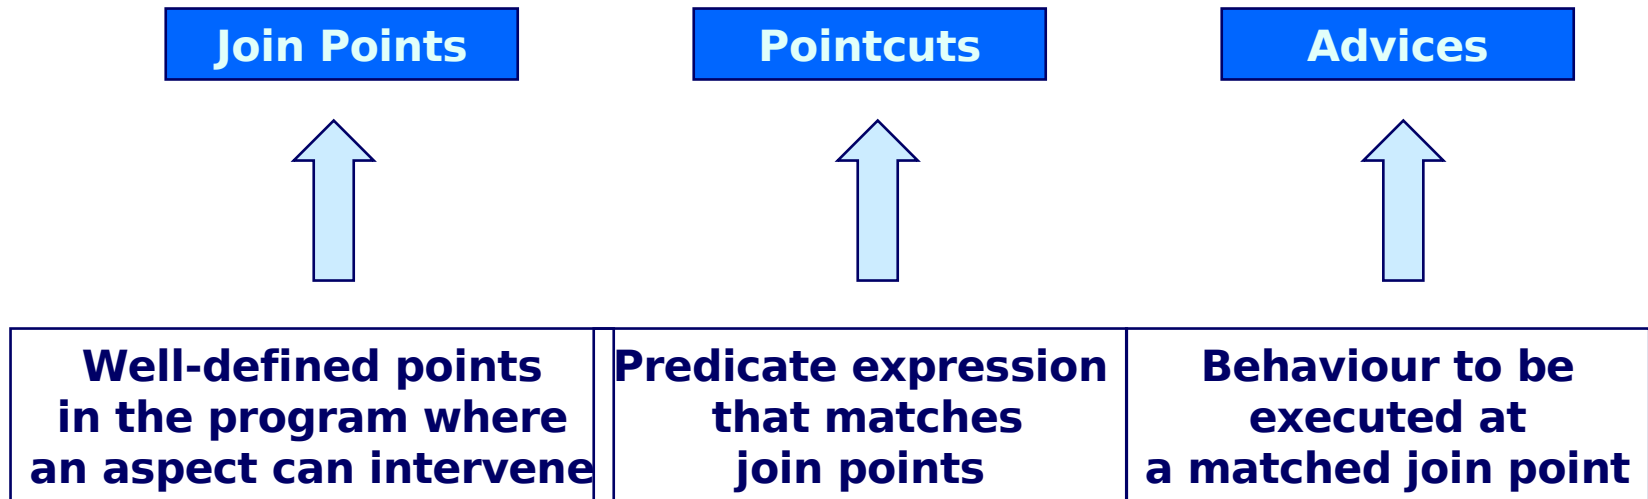 Join Points
Pointcuts
Advices
Well-defined points
in the program where
an aspect can intervene
Predicate expression
that matches
join points
Behaviour to be
executed at
a matched join point